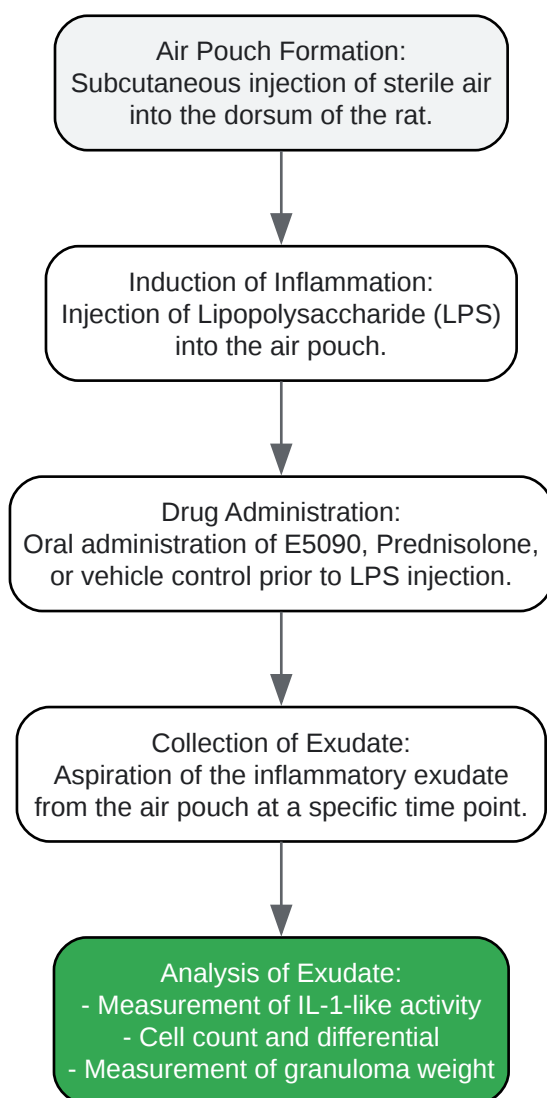 Air Pouch Formation:
Subcutaneous injection of sterile air
into the dorsum of the rat.
Induction of Inflammation:
Injection of Lipopolysaccharide (LPS)
into the air pouch.
Drug Administration:
Oral administration of E5090, Prednisolone,
or vehicle control prior to LPS injection.
Collection of Exudate:
Aspiration of the inflammatory exudate
from the air pouch at a specific time point.
Analysis of Exudate:
- Measurement of IL-1-like activity
- Cell count and differential
- Measurement of granuloma weight